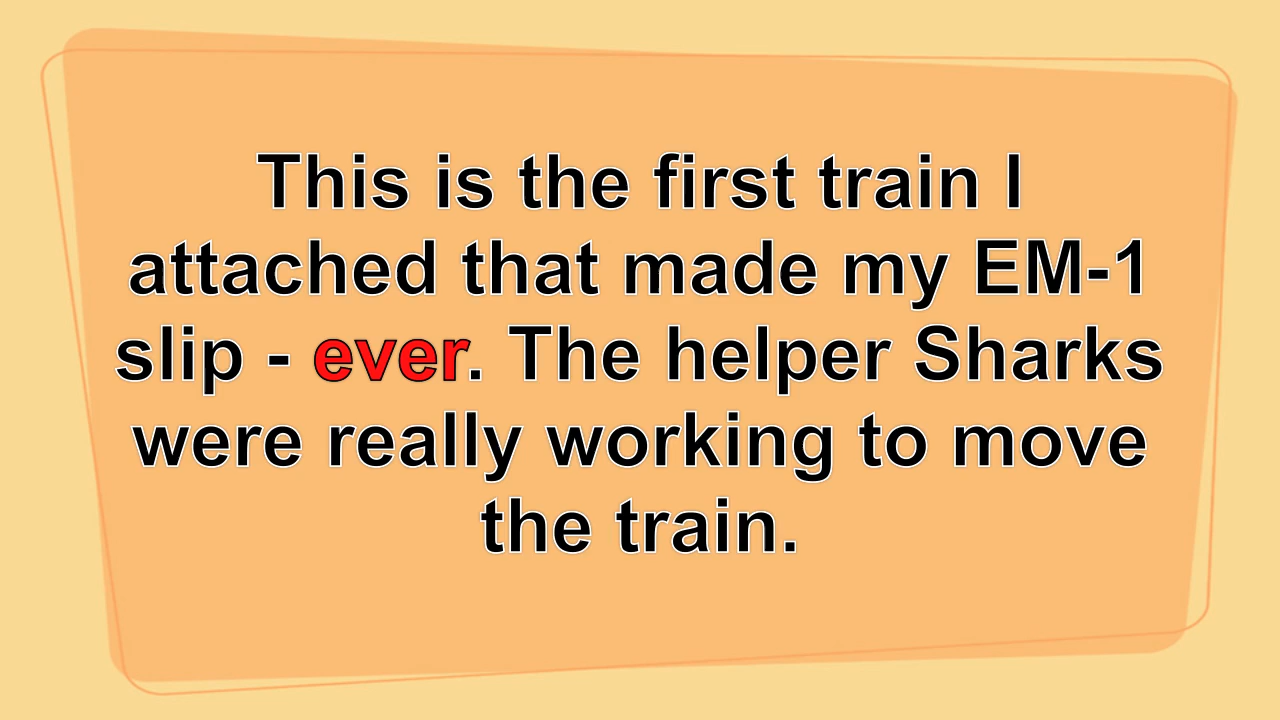 This is the first train I
attached that made my EM-1
slip - ever. The helper Sharks
were really working to move
the train.